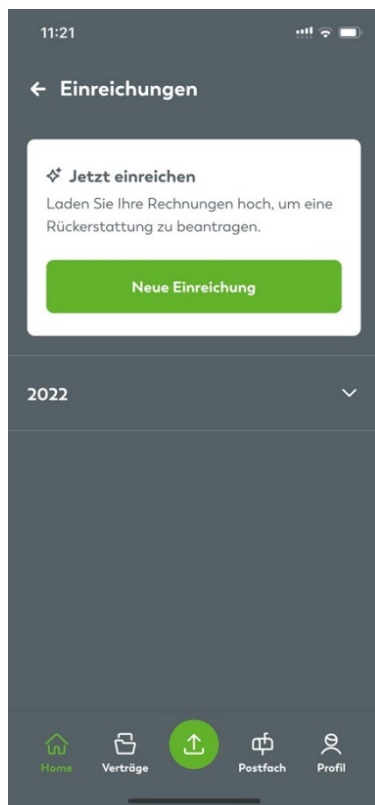 11:21
Einreichungen
Jetzt einreichen
Laden Sie Ihre Rechnungen hoch, um eine
Rückerstattung zu beantragen.
Neue Einreichung
2022
Home Verträge Postfach Profil